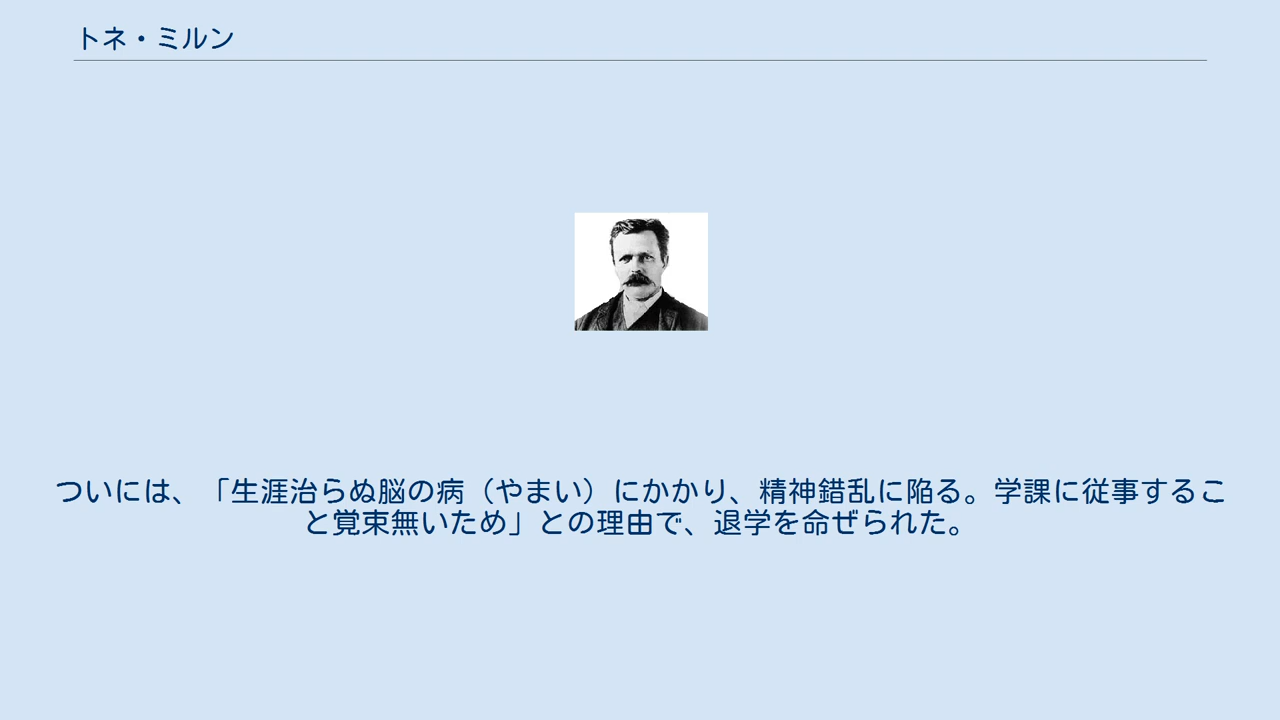 トネ・ミルン
ついには、「生涯治らぬ脳の病（やまい）にかかり、精神錯乱に陥る。学課に従事するこ
と覚束無いため」との理由で、退学を命ぜられた。